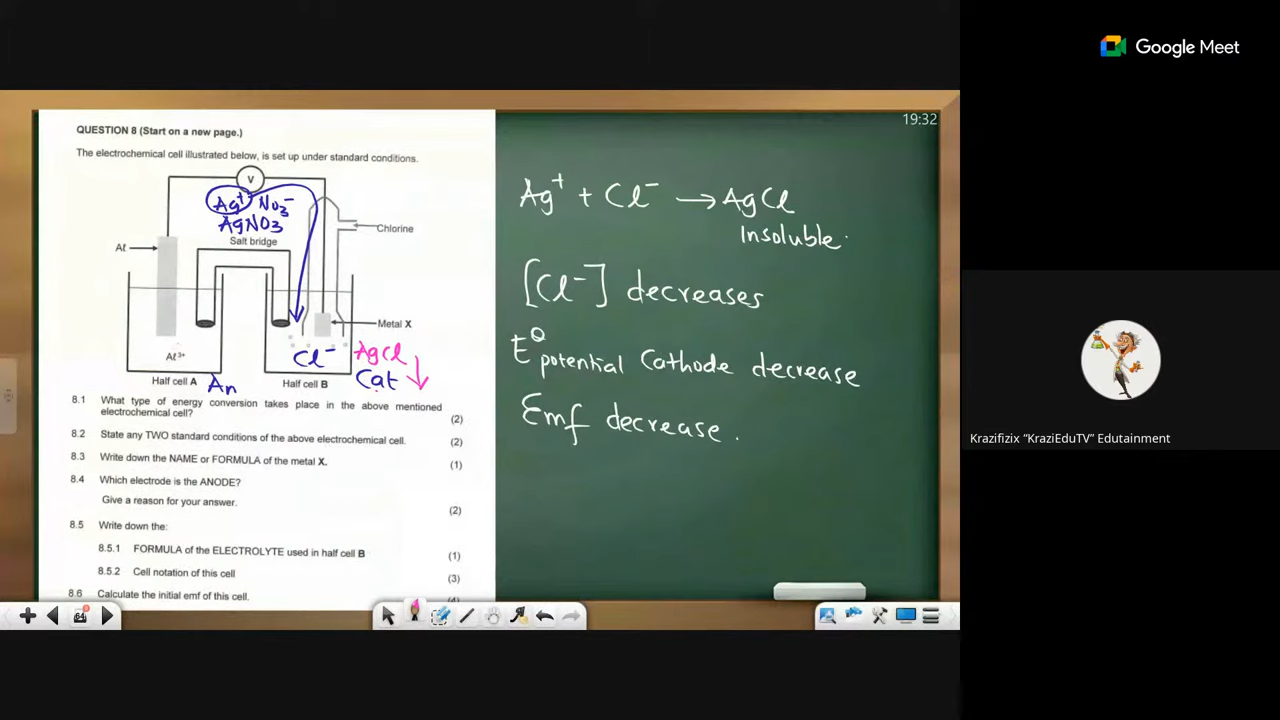 Google Meet
19:32
QUESTION 8 (Start on a new page.)
The electrochemical cell illustrated below, is set up under standard conditions.
V
Ag⁺ NO₃⁻
AgNO₃
Salt bridge
Chlorine
Aℓ
Metal X
Aℓ³⁺
Cl⁻
AgCl
Cat
Half cell A
An
Half cell B
8.1 What type of energy conversion takes place in the above mentioned
electrochemical cell? (2)
8.2 State any TWO standard conditions of the above electrochemical cell. (2)
8.3 Write down the NAME or FORMULA of the metal X. (1)
8.4 Which electrode is the ANODE?
Give a reason for your answer. (2)
8.5 Write down the:
8.5.1 FORMULA of the ELECTROLYTE used in half cell B (1)
8.5.2 Cell notation of this cell (3)
8.6 Calculate the initial emf of this cell. (4)
Ag⁺ + Cl⁻ → AgCl
Insoluble.
[Cl⁻] decreases
E⁰ potential Cathode decrease
Emf decrease.
Krazifizix “KraziEduTV” Edutainment
64